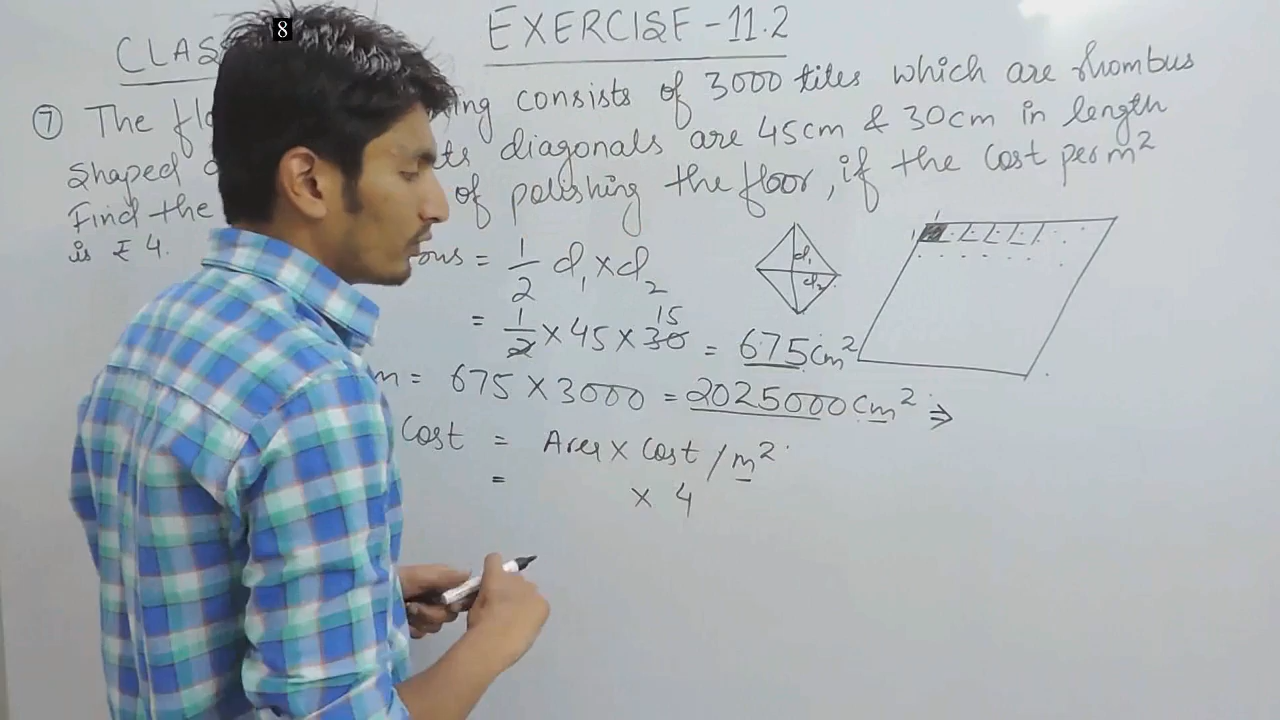 CLAS 8 EXERCISE-11.2
⑦ The flo ing consists of 3000 tiles which are rhombus
shaped a ts diagonals are 45cm & 30cm in length
Find the of polishing the floor, if the cost per m²
is ₹ 4.
ous = 1/2 d₁×d₂
d₁
d₂
= 1/2 × 45 × 30 15 = 675cm²
m = 675 × 3000 = 2025000 cm² ⇒
Cost = Area × Cost / m²
= × 4